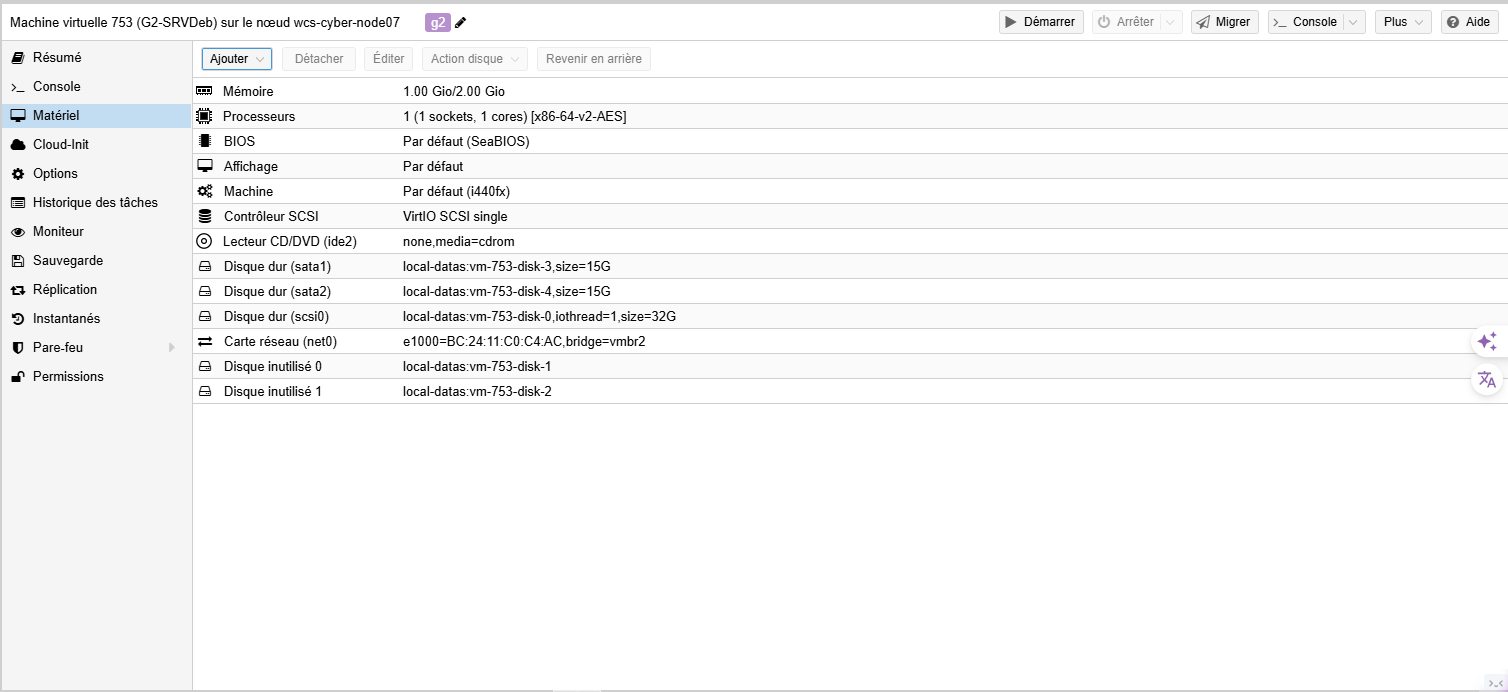 Machine virtuelle 753 (G2-SRVDeb) sur le nœud wcs-cyber-node07 g2 Démarrer Arrêter Migrer Console Plus Aide
Résumé
Console
Matériel
Cloud-Init
Options
Historique des tâches
Moniteur
Sauvegarde
Réplication
Instantanés
Pare-feu
Permissions
Ajouter Détacher Éditer Action disque Revenir en arrière
Mémoire 1.00 Gio/2.00 Gio
Processeurs 1 (1 sockets, 1 cores) [x86-64-v2-AES]
BIOS Par défaut (SeaBIOS)
Affichage Par défaut
Machine Par défaut (i440fx)
Contrôleur SCSI VirtIO SCSI single
Lecteur CD/DVD (ide2) none,media=cdrom
Disque dur (sata1) local-datas:vm-753-disk-3,size=15G
Disque dur (sata2) local-datas:vm-753-disk-4,size=15G
Disque dur (scsi0) local-datas:vm-753-disk-0,iothread=1,size=32G
Carte réseau (net0) e1000=BC:24:11:C0:C4:AC,bridge=vmbr2
Disque inutilisé 0 local-datas:vm-753-disk-1
Disque inutilisé 1 local-datas:vm-753-disk-2